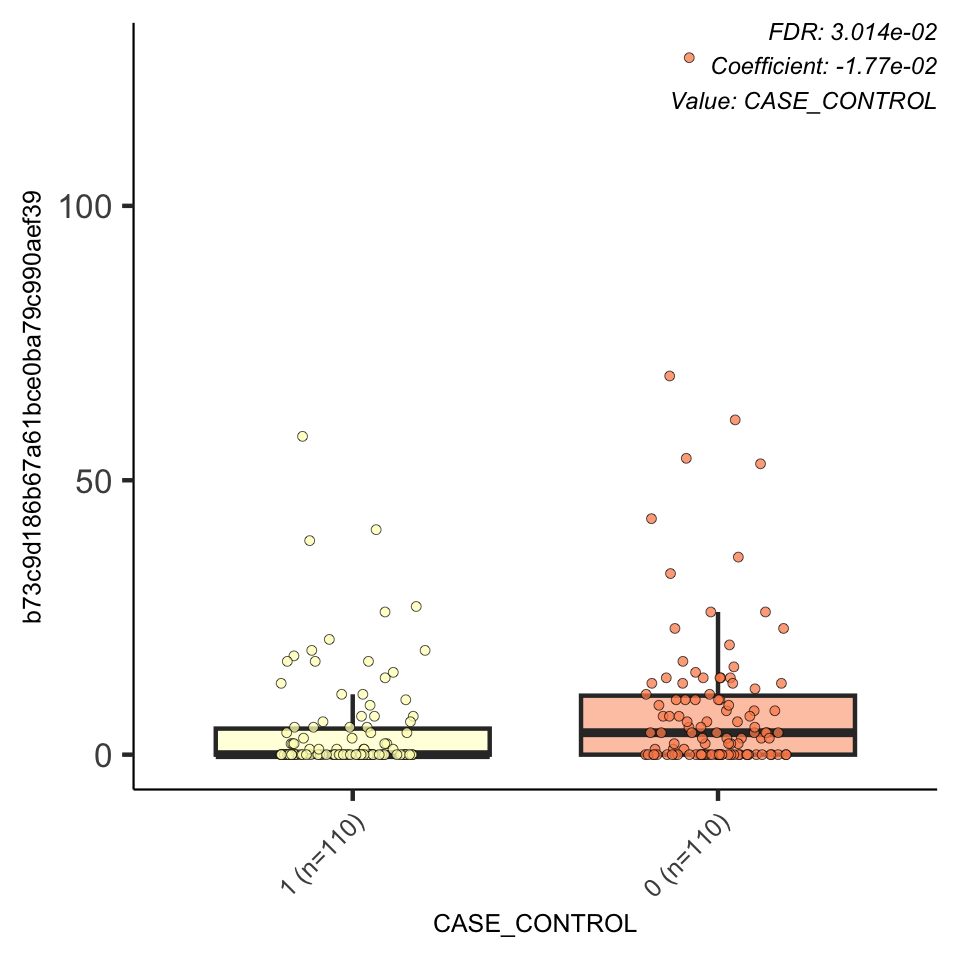 FDR: 3.014e-02
Coefficient: -1.77e-02
Value: CASE_CONTROL
b73c9d186b67a61bce0ba79c990aef39
100
50
0
1 (n=110)
0 (n=110)
CASE_CONTROL